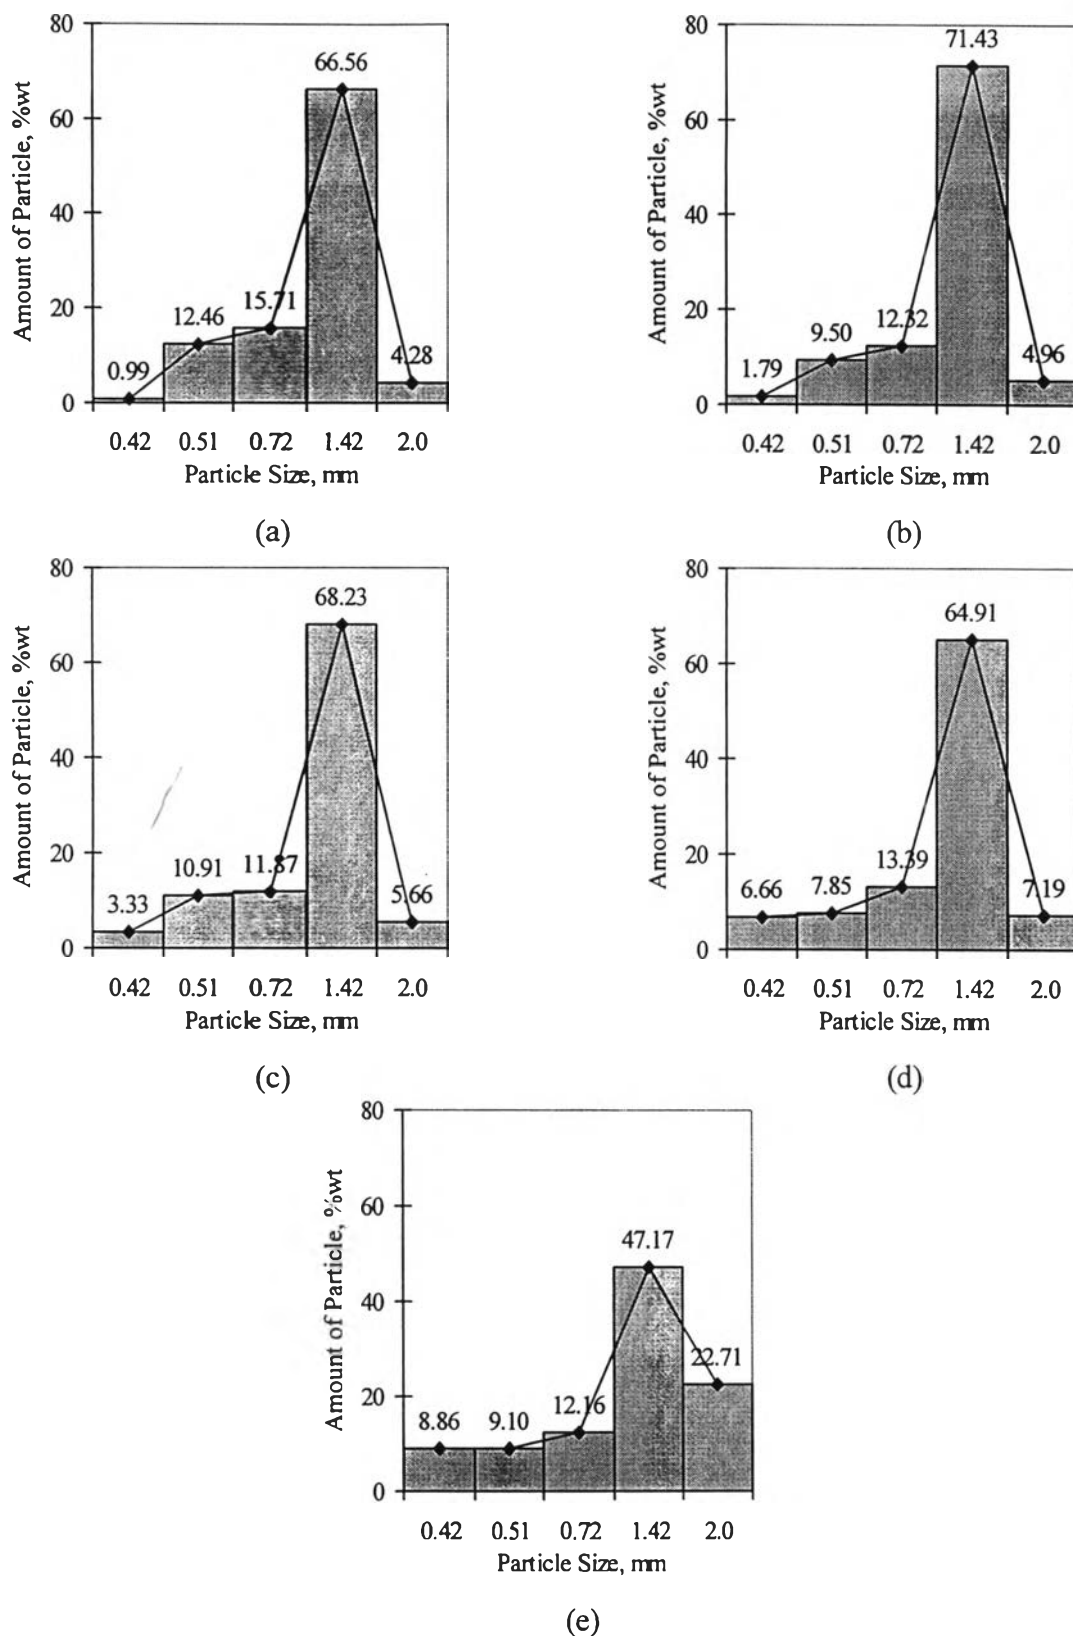 80
66.56
60
40
20
15.71
12.46
4.28
0.99
0
0.42 0.51 0.72 1.42 2.0
Particle Size, mm
Amount of Particle, %wt
(a)
80
71.43
60
40
20
12.32
9.50
4.96
1.79
0
0.42 0.51 0.72 1.42 2.0
Particle Size, mm
Amount of Particle, %wt
(b)
80
68.23
60
40
20
11.87
10.91
5.66
3.33
0
0.42 0.51 0.72 1.42 2.0
Particle Size, mm
Amount of Particle, %wt
(c)
80
64.91
60
40
20
13.39
7.85
7.19
6.66
0
0.42 0.51 0.72 1.42 2.0
Particle Size, mm
Amount of Particle, %wt
(d)
80
60
47.17
40
22.71
20
12.16
9.10
8.86
0
0.42 0.51 0.72 1.42 2.0
Particle Size, mm
Amount of Particle, %wt
(e)